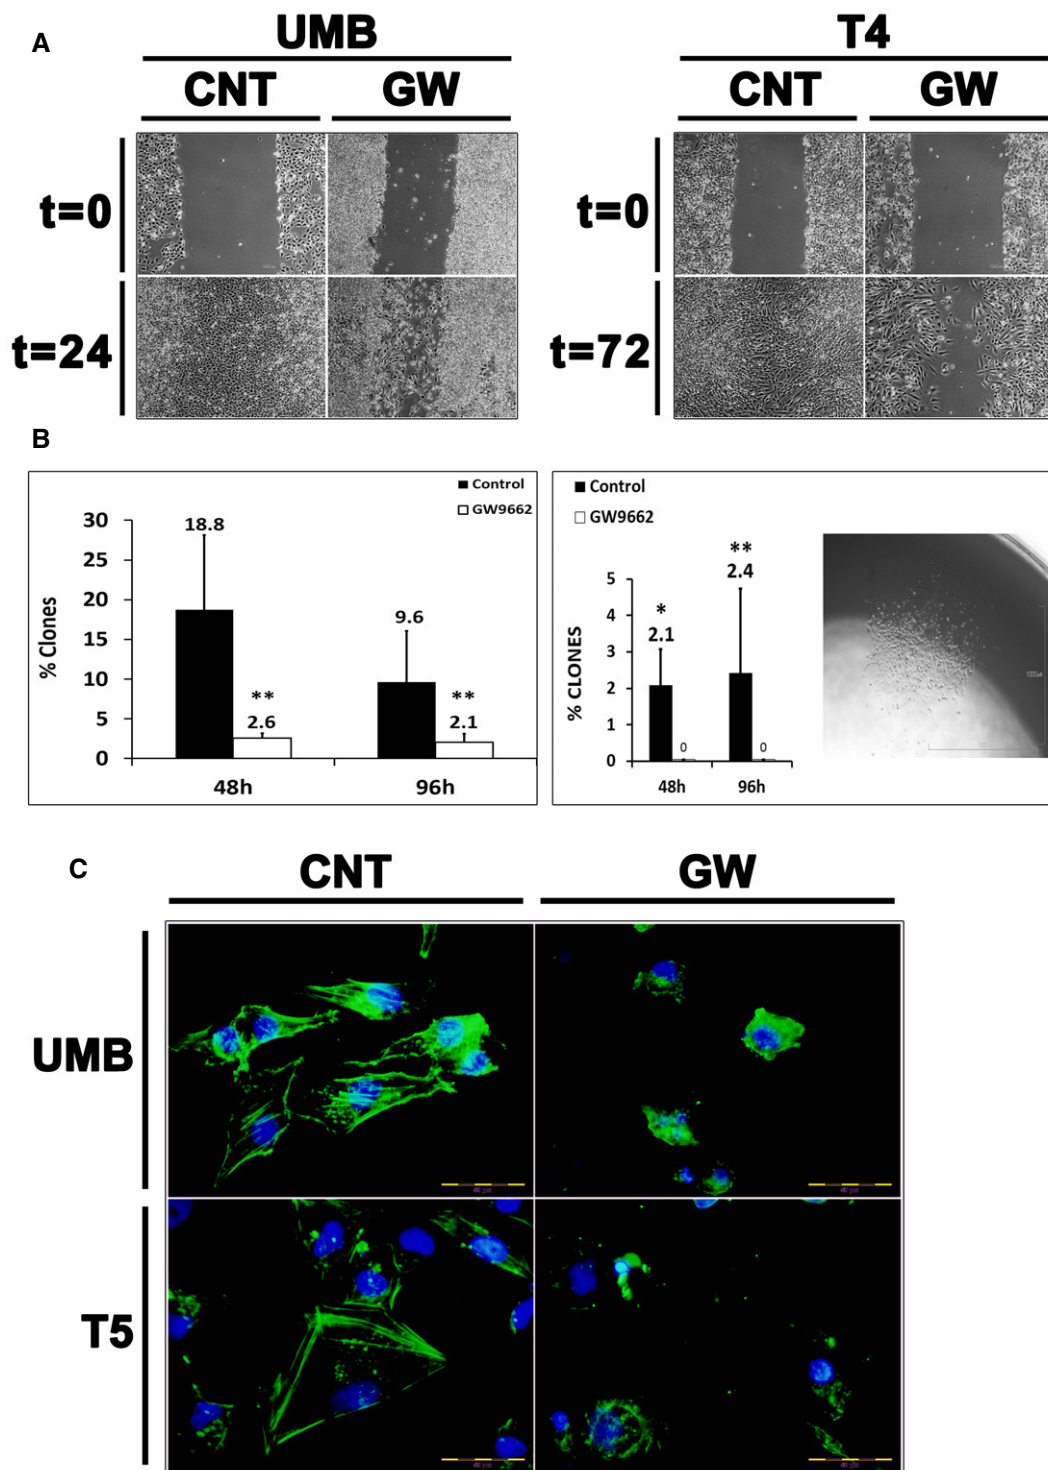 A
UMB
T4
CNT
GW
CNT
GW
t=0
t=0
t=24
t=72
B
Control
GW9662
% Clones
30
25
20
15
10
5
0
18.8
**
2.6
9.6
**
2.1
48h
96h
Control
GW9662
% CLONES
5
4
3
2
1
0
*
2.1
0
**
2.4
0
48h
96h
C
CNT
GW
UMB
T5